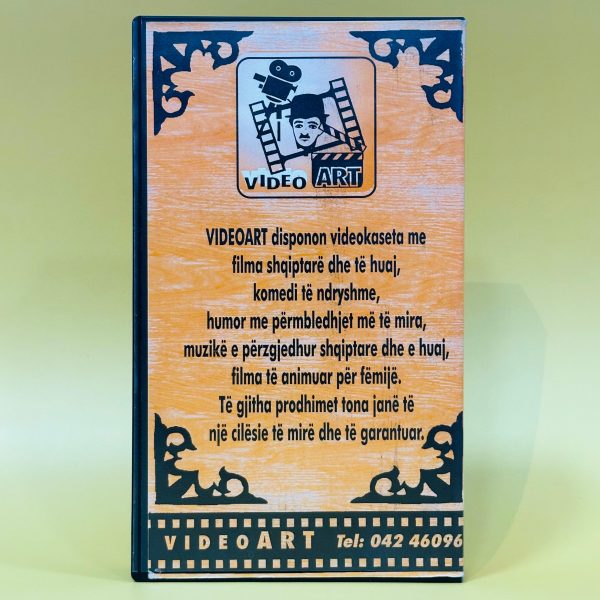 VIDEO ART
VIDEOART disponon videokaseta me
filma shqiptarë dhe të huaj,
komedi të ndryshme,
humor me përmbledhjet më të mira,
muzikë e përzgjedhur shqiptare dhe e huaj,
filma të animuar për fëmijë.
Të gjitha prodhimet tona janë të
një cilësie të mirë dhe të garantuar.
VIDEOART Tel: 042 46096